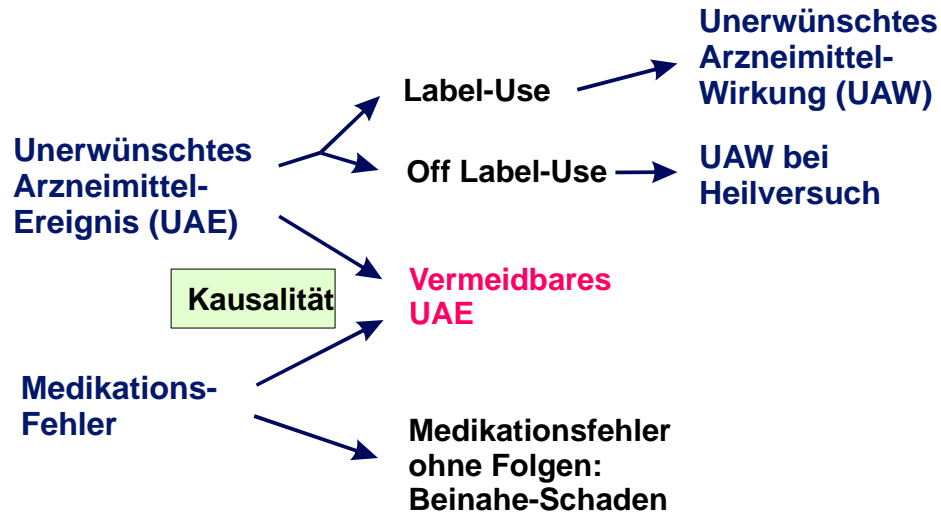 Unerwünschtes
Arzneimittel-
Wirkung (UAW)
Label-Use
Unerwünschtes
Arzneimittel-
Ereignis (UAE)
Off Label-Use
UAW bei
Heilversuch
Kausalität
Vermeidbares
UAE
Medikations-
Fehler
Medikationsfehler
ohne Folgen:
Beinahe-Schaden